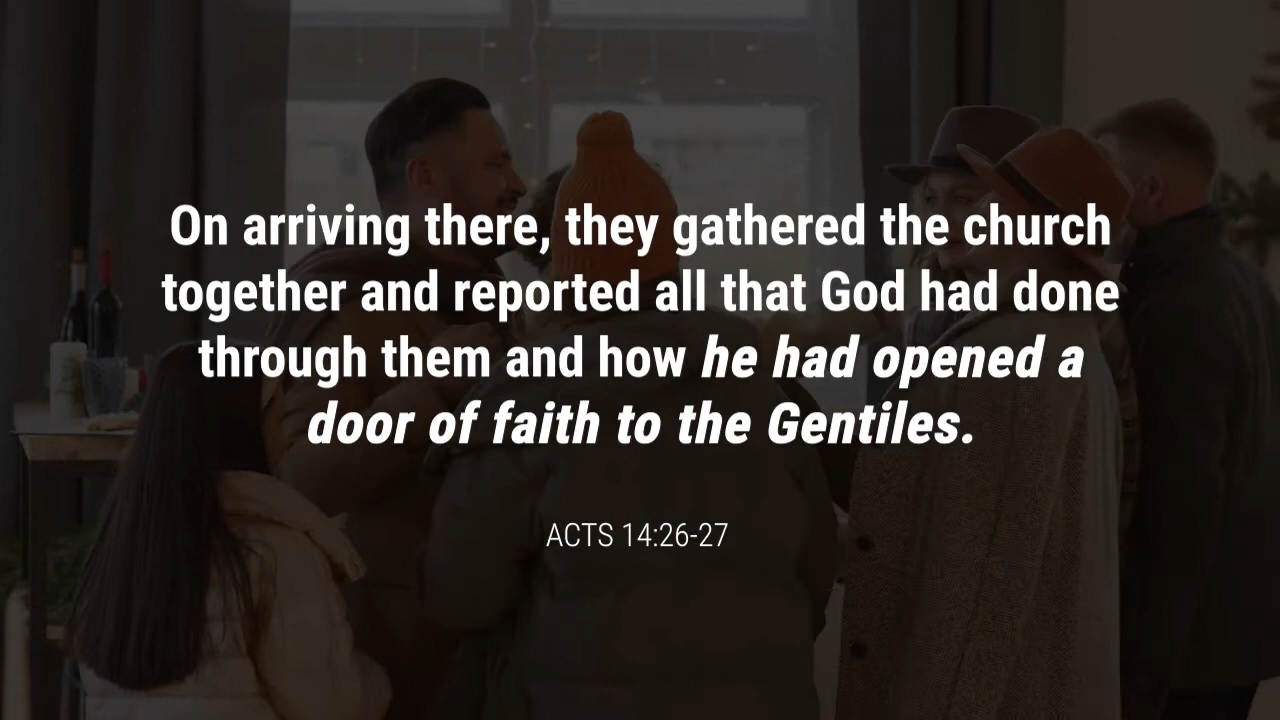 On arriving there, they gathered the church
together and reported all that God had done
through them and how he had opened a
door of faith to the Gentiles.
ACTS 14:26-27